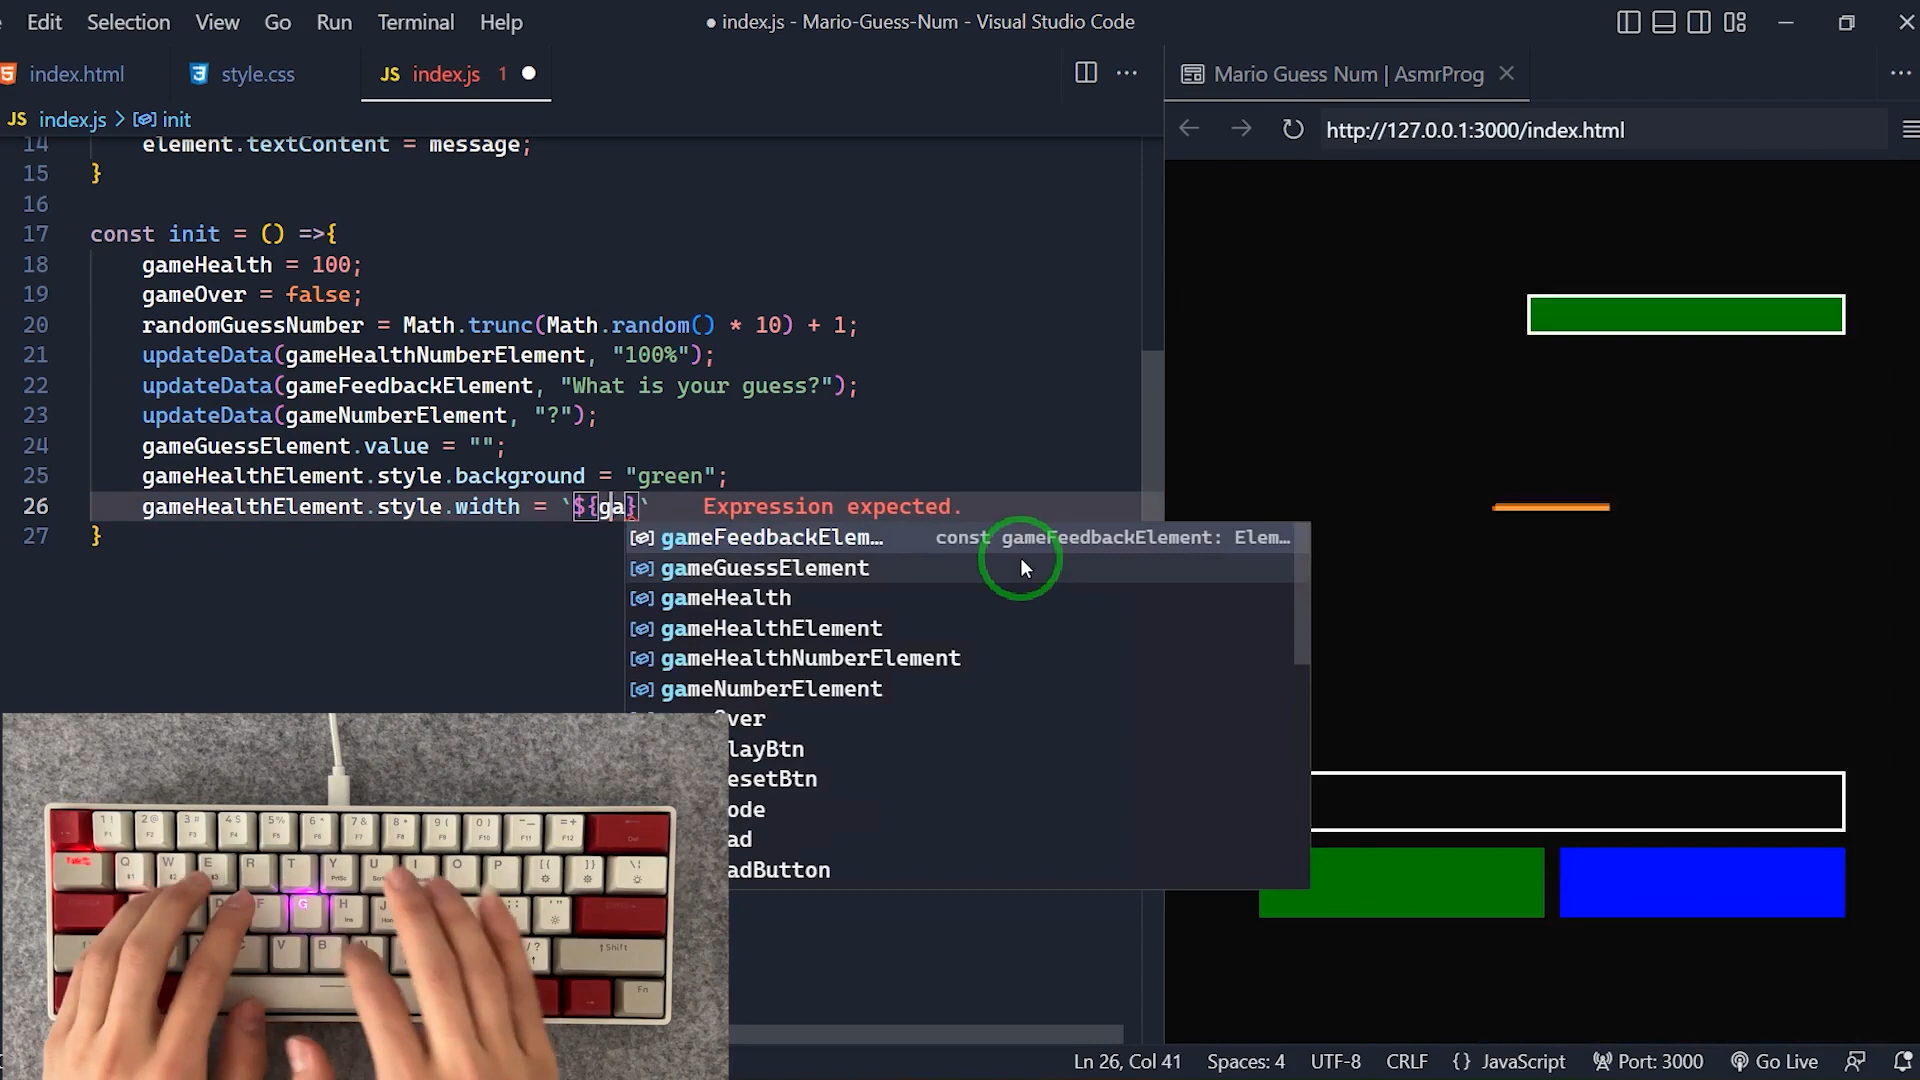 Edit Selection View Go Run Terminal Help
● index.js - Mario-Guess-Num - Visual Studio Code
index.html
style.css
JS index.js 1 ●
Mario Guess Num | AsmrProg
JS index.js > init
http://127.0.0.1:3000/index.html
14 element.textContent = message;
15 }
16
17 const init = () =>{
18 gameHealth = 100;
19 gameOver = false;
20 randomGuessNumber = Math.trunc(Math.random() * 10) + 1;
21 updateData(gameHealthNumberElement, "100%");
22 updateData(gameFeedbackElement, "What is your guess?");
23 updateData(gameNumberElement, "?");
24 gameGuessElement.value = "";
25 gameHealthElement.style.background = "green";
26 gameHealthElement.style.width = `${ga}` Expression expected.
27 }
gameFeedbackElem… const gameFeedbackElement: Elem…
gameGuessElement
gameHealth
gameHealthElement
gameHealthNumberElement
gameNumberElement
ver
layBtn
esetBtn
ode
ad
adButton
Ln 26, Col 41 Spaces: 4 UTF-8 CRLF {} JavaScript Port: 3000 Go Live